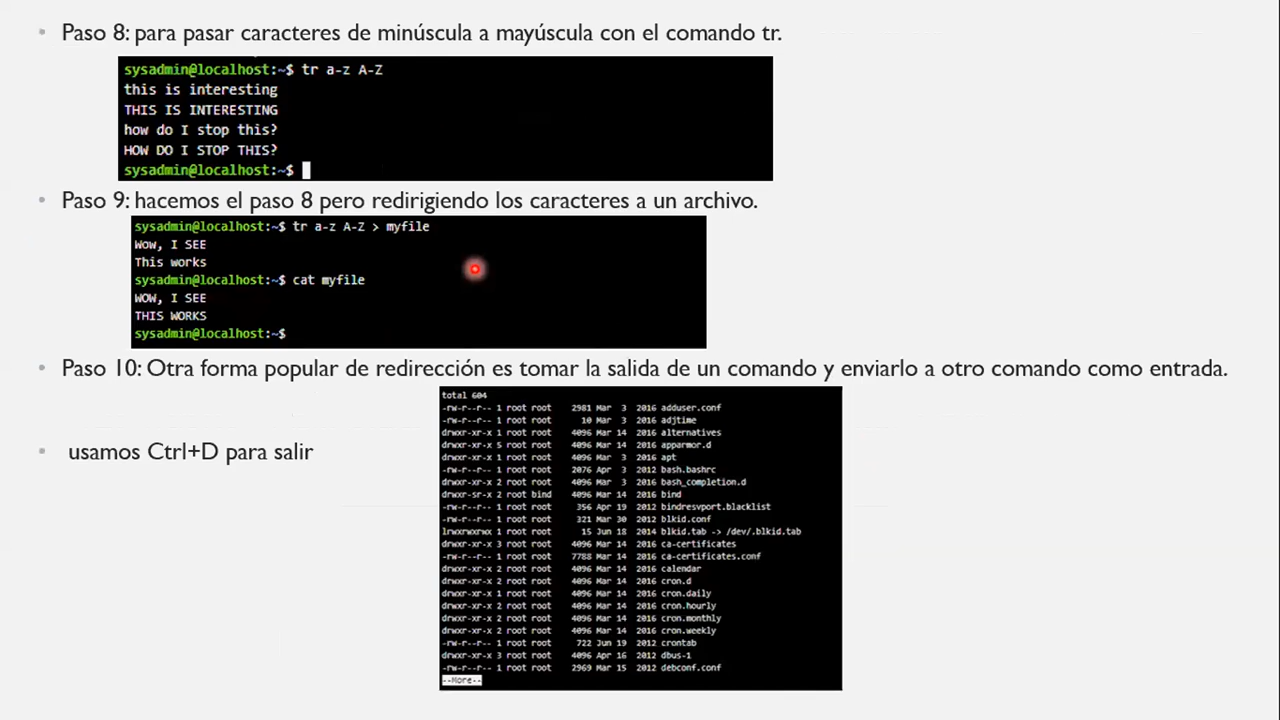 Paso 8: para pasar caracteres de minúscula a mayúscula con el comando tr.
sysadmin@localhost:~$ tr a-z A-Z
this is interesting
THIS IS INTERESTING
how do I stop this?
HOW DO I STOP THIS?
sysadmin@localhost:~$
Paso 9: hacemos el paso 8 pero redirigiendo los caracteres a un archivo.
sysadmin@localhost:~$ tr a-z A-Z > myfile
Wow, I SEE
This works
sysadmin@localhost:~$ cat myfile
WOW, I SEE
THIS WORKS
sysadmin@localhost:~$
Paso 10: Otra forma popular de redirección es tomar la salida de un comando y enviarlo a otro comando como entrada.
total 604
-rw-r--r-- 1 root root 2981 Mar 3 2016 adduser.conf
-rw-r--r-- 1 root root 10 Mar 3 2016 adjtime
drwxr-xr-x 1 root root 4096 Mar 14 2016 alternatives
drwxr-xr-x 5 root root 4096 Mar 14 2016 apparmor.d
drwxr-xr-x 1 root root 4096 Mar 3 2016 apt
-rw-r--r-- 1 root root 2076 Apr 3 2012 bash.bashrc
drwxr-xr-x 2 root root 4096 Mar 3 2016 bash_completion.d
drwxr-sr-x 2 root bind 4096 Mar 14 2016 bind
-rw-r--r-- 1 root root 356 Apr 19 2012 bindresvport.blacklist
-rw-r--r-- 1 root root 321 Mar 30 2012 blkid.conf
lrwxrwxrwx 1 root root 15 Jun 18 2014 blkid.tab -> /dev/.blkid.tab
drwxr-xr-x 3 root root 4096 Mar 14 2016 ca-certificates
-rw-r--r-- 1 root root 7788 Mar 14 2016 ca-certificates.conf
drwxr-xr-x 2 root root 4096 Mar 14 2016 calendar
drwxr-xr-x 2 root root 4096 Mar 14 2016 cron.d
drwxr-xr-x 1 root root 4096 Mar 14 2016 cron.daily
drwxr-xr-x 2 root root 4096 Mar 14 2016 cron.hourly
drwxr-xr-x 2 root root 4096 Mar 14 2016 cron.monthly
drwxr-xr-x 2 root root 4096 Mar 14 2016 cron.weekly
-rw-r--r-- 1 root root 722 Jun 19 2012 crontab
drwxr-xr-x 3 root root 4096 Apr 16 2016 dbus-1
-rw-r--r-- 1 root root 2969 Mar 15 2012 debconf.conf
--More--
usamos Ctrl+D para salir